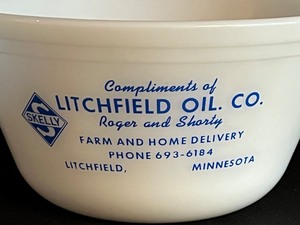 Compliments of
SKELLY
S
LITCHFIELD OIL. CO.
Roger and Shorty
FARM AND HOME DELIVERY
PHONE 693-6184
LITCHFIELD, MINNESOTA